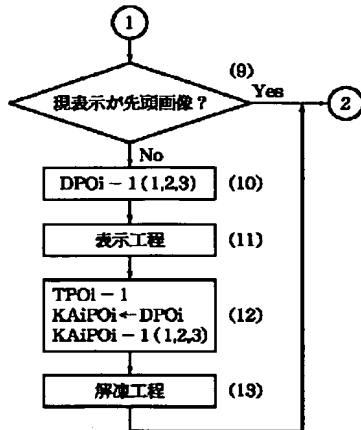 1
(9)
現表示が先頭画像?
Yes
2
No
DPOi－1(1,2,3)
(10)
表示工程
(11)
TPOi－1
KAiPOi←DPOi
KAiPOi－1(1,2,3)
(12)
解凍工程
(13)